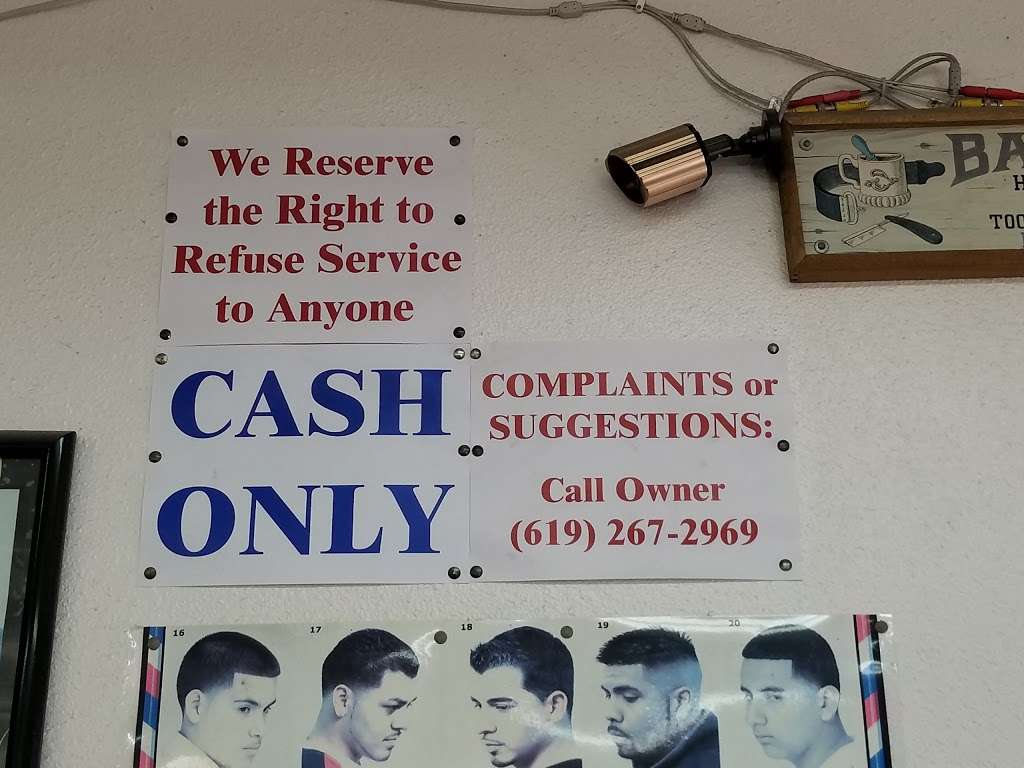 We Reserve
the Right to
Refuse Service
to Anyone
CASH
ONLY
COMPLAINTS or
SUGGESTIONS:
Call Owner
(619) 267-2969
16 17 18 19 20